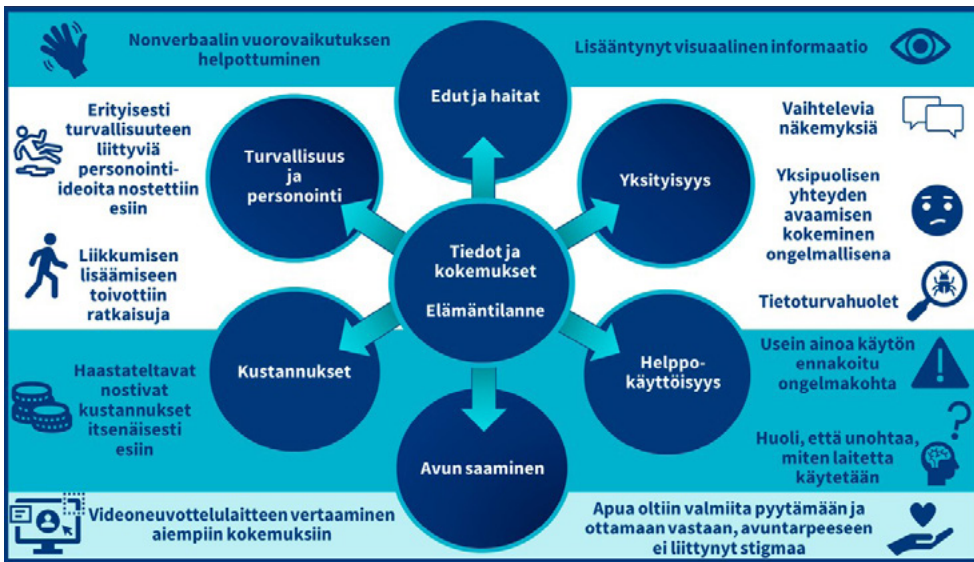 Nonverbaalin vuorovaikutuksen
helpottuminen
Edut ja haitat
Lisääntynyt visuaalinen informaatio
Erityisesti
turvallisuuteen
liittyviä
personointi-
ideoita nostettiin
esiin
Liikkumisen
lisäämiseen
toivottiin
ratkaisuja
Turvallisuus
ja
personointi
Yksityisyys
Vaihtelevia
näkemyksiä
Yksipuolisen
yhteyden
avaamisen
kokeminen
ongelmallisena
Tietoturvahuolet
Tiedot ja
kokemukset
Elämäntilanne
Haastateltavat
nostivat
kustannukset
itsenäisesti
esiin
Kustannukset
Helppo-
käyttöisyys
Usein ainoa käytön
ennakoitu
ongelmakohta
?
Huoli, että unohtaa,
miten laitetta
käytetään
Avun saaminen
Videoneuvottelulaitteen vertaaminen
aiempiin kokemuksiin
Apua oltiin valmiita pyytämään ja
ottamaan vastaan, avuntarpeeseen
ei liittynyt stigmaa